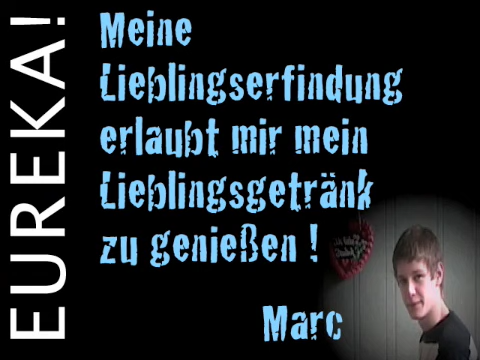 EUREKA!
Meine
Lieblingserfindung
erlaubt mir mein
Lieblingsgetränk
zu genießen !
Marc